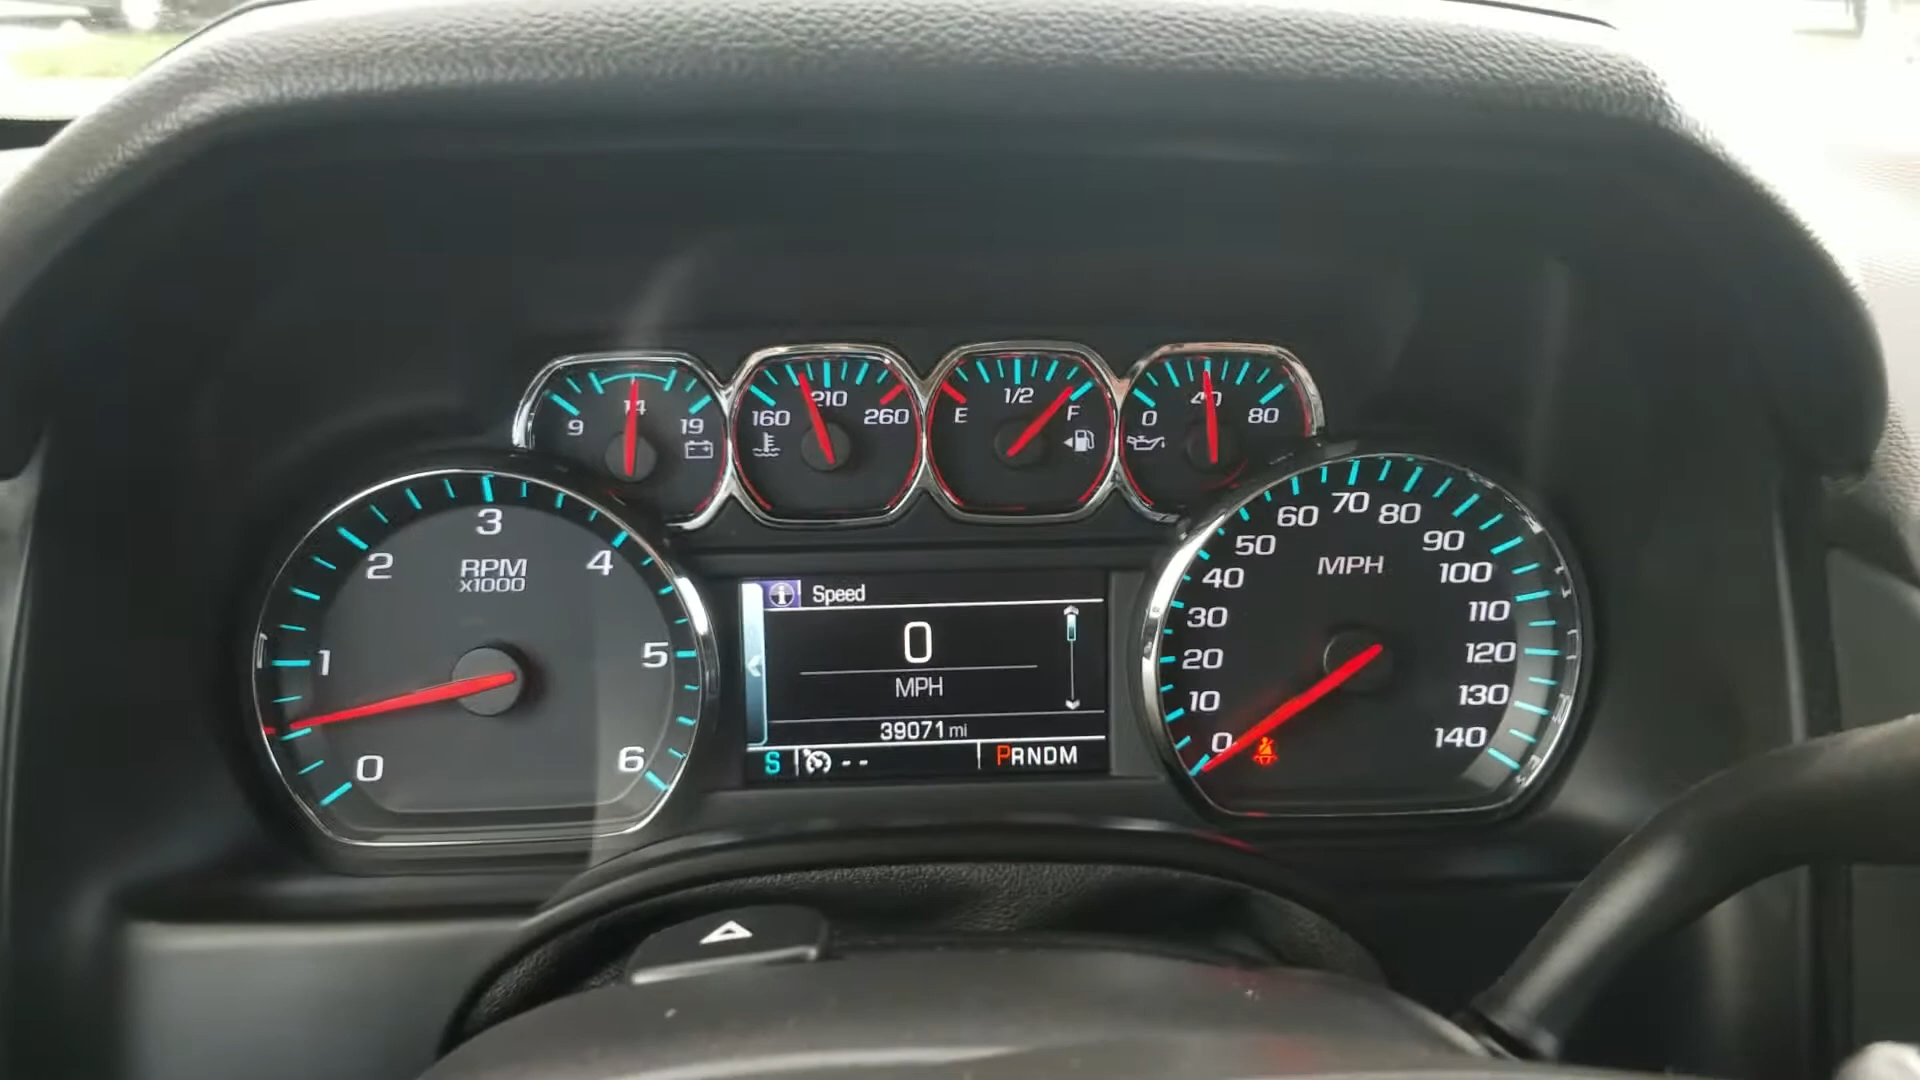 9 14 19
160 210 260
E 1/2 F
0 40 80
0 1 2 3 4 5 6
RPM
x1000
Speed
0
MPH
39071 mi
S -- PRNDM
0 10 20 30 40 50 60 70 80 90 100 110 120 130 140
MPH